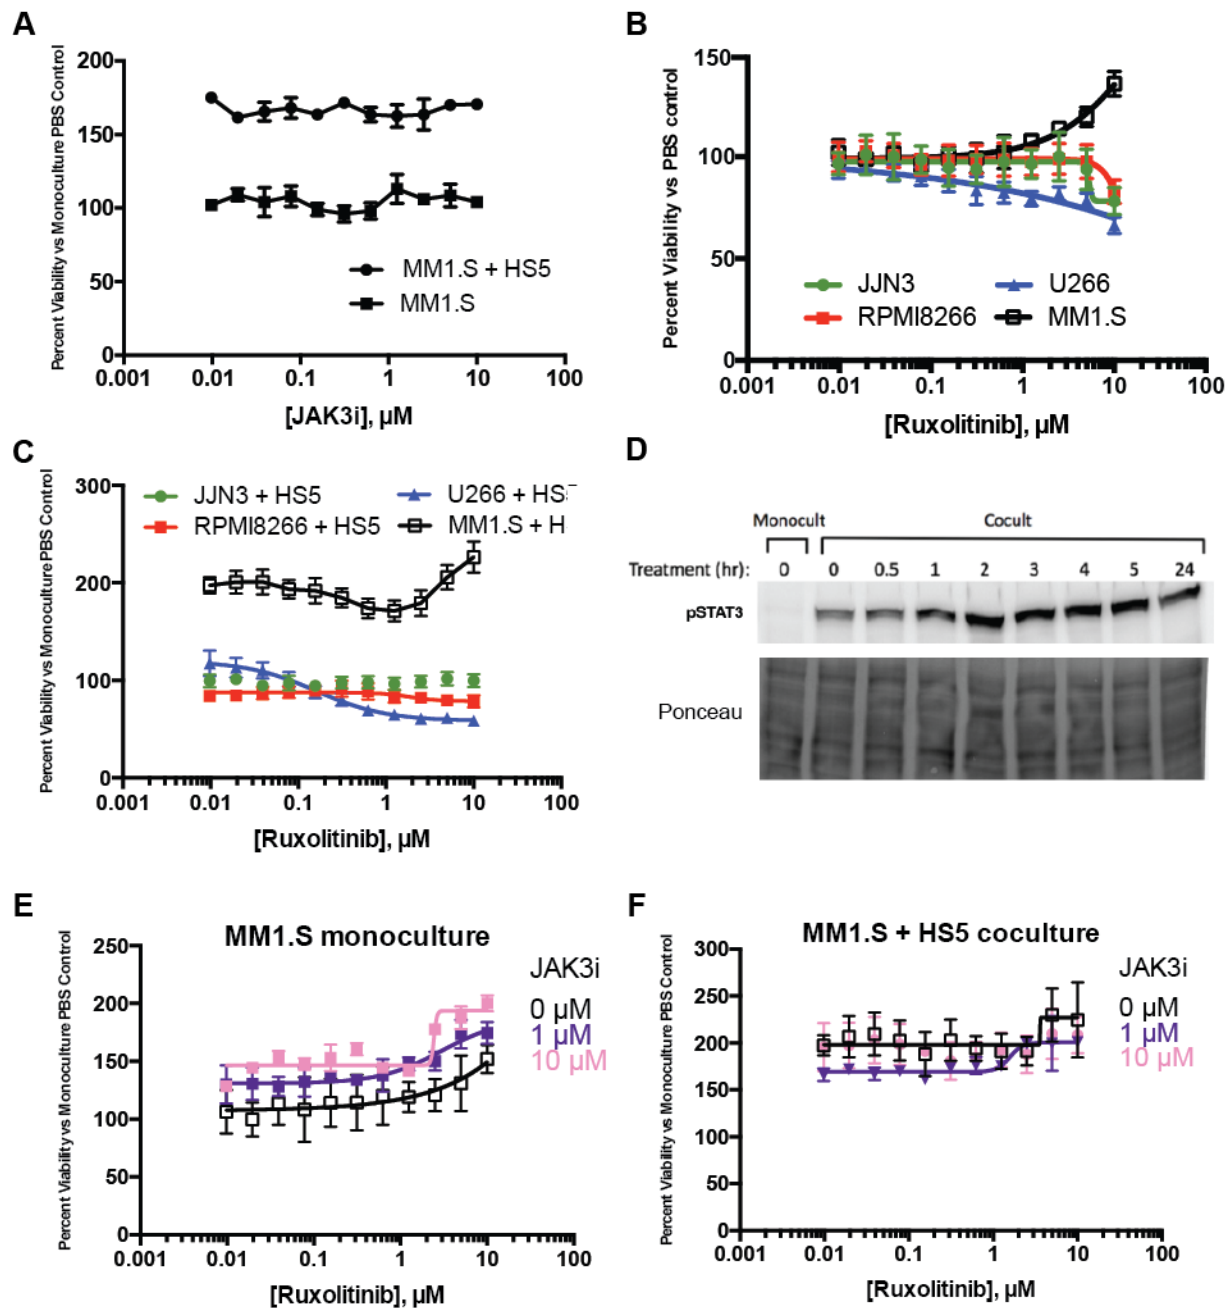 A
Percent Viability vs Monoculture PBS Control
200
150
100
50
0
MM1.S + HS5
MM1.S
0.001 0.01 0.1 1 10 100
[JAK3i], µM
B
Percent Viability vs PBS control
150
100
50
0
JJN3 U266
RPMI8266 MM1.S
0.001 0.01 0.1 1 10 100
[Ruxolitinib], µM
C
Percent Viability vs Monoculture PBS Control
300
200
100
0
JJN3 + HS5 U266 + HS
RPMI8266 + HS5 MM1.S + H
0.001 0.01 0.1 1 10 100
[Ruxolitinib], µM
D
Monocult Cocult
Treatment (hr): 0 0 0.5 1 2 3 4 5 24
pSTAT3
Ponceau
E
MM1.S monoculture
Percent Viability vs Monoculture PBS Control
250
200
150
100
50
0
JAK3i
0 µM
1 µM
10 µM
0.001 0.01 0.1 1 10 100
[Ruxolitinib], µM
F
MM1.S + HS5 coculture
Percent Viability vs Monoculture PBS Control
300
250
200
150
100
50
0
JAK3i
0 µM
1 µM
10 µM
0.001 0.01 0.1 1 10 100
[Ruxolitinib], µM